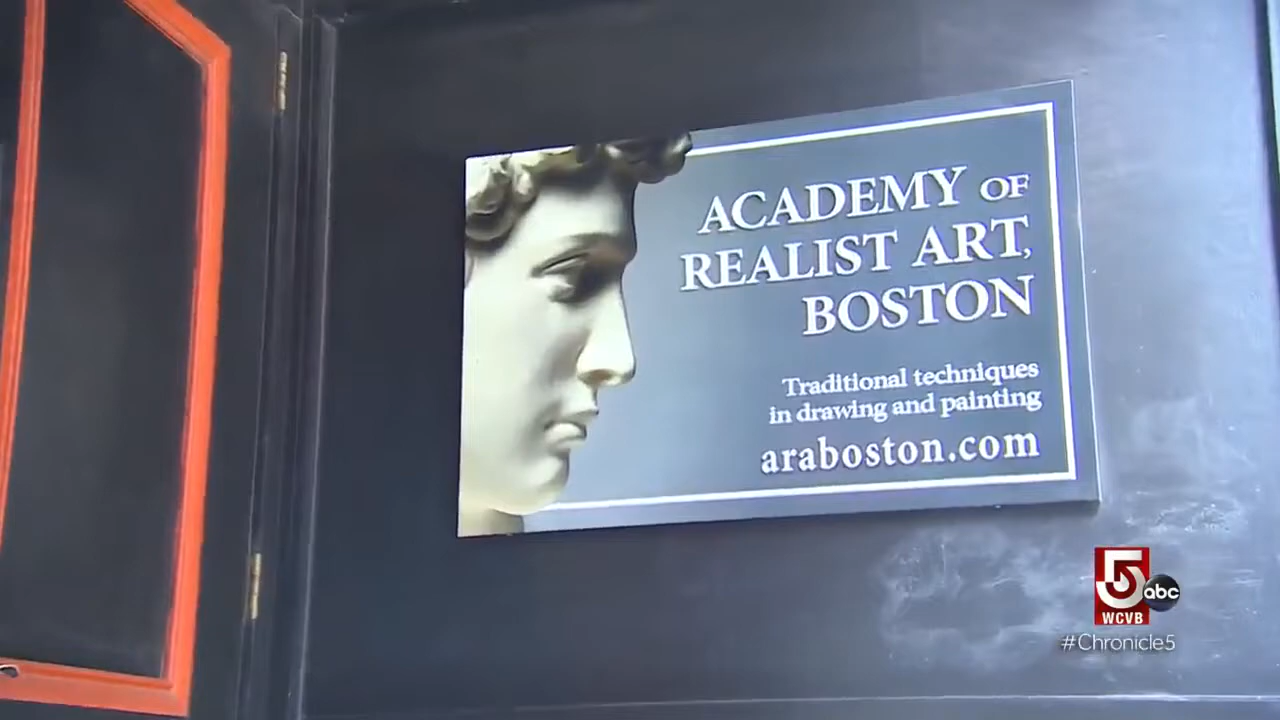 ACADEMY OF
REALIST ART,
BOSTON
Traditional techniques
in drawing and painting
araboston.com
5
abc
WCVB
#Chronicle5